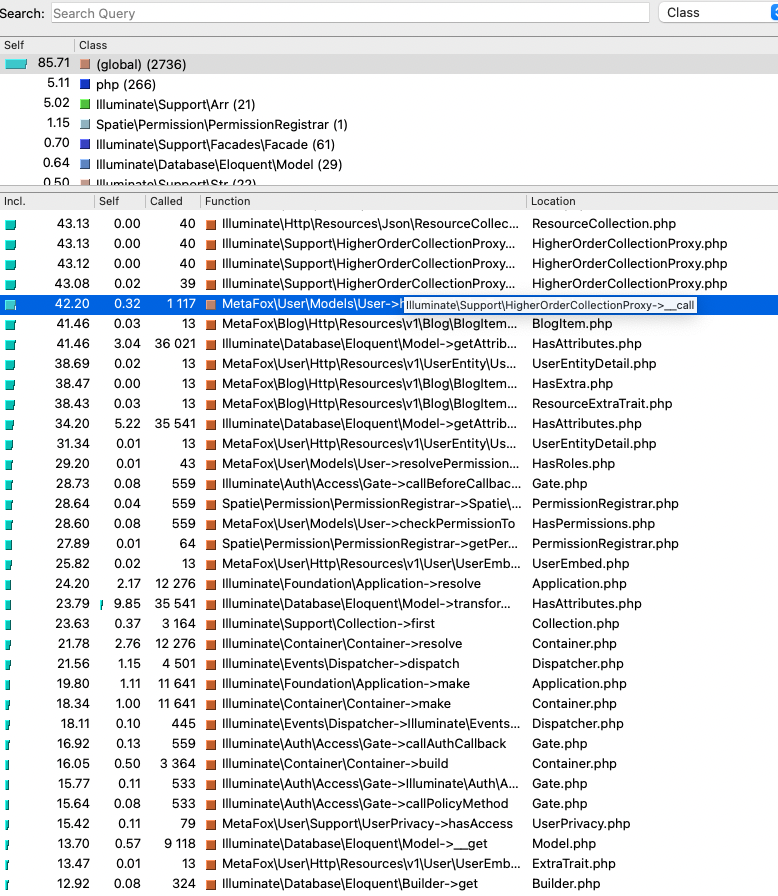 Search: Search Query Class
Self Class
85.71 (global) (2736)
5.11 php (266)
5.02 Illuminate\Support\Arr (21)
1.15 Spatie\Permission\PermissionRegistrar (1)
0.70 Illuminate\Support\Facades\Facade (61)
0.64 Illuminate\Database\Eloquent\Model (29)
0.50 Illuminate\Support\Str (22)
Incl. Self Called Function Location
43.13 0.00 40 Illuminate\Http\Resources\Json\ResourceCollec... ResourceCollection.php
43.13 0.00 40 Illuminate\Support\HigherOrderCollectionProxy... HigherOrderCollectionProxy.php
43.12 0.00 40 Illuminate\Support\HigherOrderCollectionProxy... HigherOrderCollectionProxy.php
43.08 0.02 39 Illuminate\Support\HigherOrderCollectionProxy... HigherOrderCollectionProxy.php
42.20 0.32 1 117 MetaFox\User\Models\User-> Illuminate\Support\HigherOrderCollectionProxy->__call
41.46 0.03 13 MetaFox\Blog\Http\Resources\v1\Blog\BlogItem... BlogItem.php
41.46 3.04 36 021 Illuminate\Database\Eloquent\Model->getAttrib... HasAttributes.php
38.69 0.02 13 MetaFox\User\Http\Resources\v1\UserEntity\Us... UserEntityDetail.php
38.47 0.00 13 MetaFox\Blog\Http\Resources\v1\Blog\BlogItem... HasExtra.php
38.43 0.03 13 MetaFox\Blog\Http\Resources\v1\Blog\BlogItem... ResourceExtraTrait.php
34.20 5.22 35 541 Illuminate\Database\Eloquent\Model->getAttrib... HasAttributes.php
31.34 0.01 13 MetaFox\User\Http\Resources\v1\UserEntity\Us... UserEntityDetail.php
29.20 0.01 43 MetaFox\User\Models\User->resolvePermission... HasRoles.php
28.73 0.08 559 Illuminate\Auth\Access\Gate->callBeforeCallbac... Gate.php
28.64 0.04 559 Spatie\Permission\PermissionRegistrar->Spatie\... PermissionRegistrar.php
28.60 0.08 559 MetaFox\User\Models\User->checkPermissionTo HasPermissions.php
27.89 0.01 64 Spatie\Permission\PermissionRegistrar->getPer... PermissionRegistrar.php
25.82 0.02 13 MetaFox\User\Http\Resources\v1\User\UserEmb... UserEmbed.php
24.20 2.17 12 276 Illuminate\Foundation\Application->resolve Application.php
23.79 9.85 35 541 Illuminate\Database\Eloquent\Model->transfor... HasAttributes.php
23.63 0.37 3 164 Illuminate\Support\Collection->first Collection.php
21.78 2.76 12 276 Illuminate\Container\Container->resolve Container.php
21.56 1.15 4 501 Illuminate\Events\Dispatcher->dispatch Dispatcher.php
19.80 1.11 11 641 Illuminate\Foundation\Application->make Application.php
18.34 1.00 11 641 Illuminate\Container\Container->make Container.php
18.11 0.10 445 Illuminate\Events\Dispatcher->Illuminate\Events... Dispatcher.php
16.92 0.13 559 Illuminate\Auth\Access\Gate->callAuthCallback Gate.php
16.05 0.50 3 364 Illuminate\Container\Container->build Container.php
15.77 0.11 533 Illuminate\Auth\Access\Gate->Illuminate\Auth\A... Gate.php
15.64 0.08 533 Illuminate\Auth\Access\Gate->callPolicyMethod Gate.php
15.42 0.11 79 MetaFox\User\Support\UserPrivacy->hasAccess UserPrivacy.php
13.70 0.57 9 118 Illuminate\Database\Eloquent\Model->__get Model.php
13.47 0.01 13 MetaFox\User\Http\Resources\v1\User\UserEmb... ExtraTrait.php
12.92 0.08 324 Illuminate\Database\Eloquent\Builder->get Builder.php